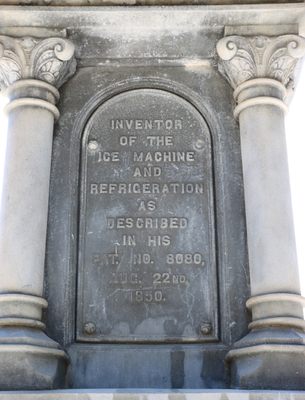 INVENTOR
OF THE
ICE MACHINE
AND
REFRIGERATION
AS
DESCRIBED
IN HIS
PAT. NO. 8080.
AUG. 22ND.
1850.